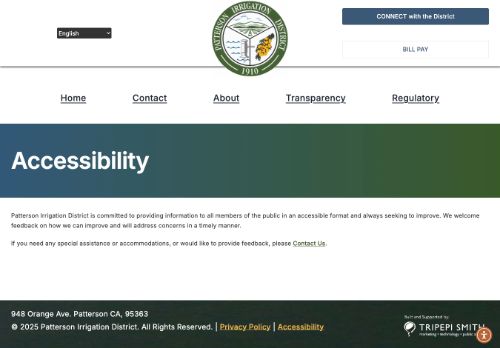 English
PATTERSON IRRIGATION DISTRICT
1910
CONNECT with the District
BILL PAY
Home
Contact
About
Transparency
Regulatory
Accessibility
Patterson Irrigation District is committed to providing information to all members of the public in an accessible format and always seeking to improve. We welcome
feedback on how we can improve and will address concerns in a timely manner.
If you need any special assistance or accommodations, or would like to provide feedback, please Contact Us.
948 Orange Ave. Patterson CA, 95363
© 2025 Patterson Irrigation District. All Rights Reserved. | Privacy Policy | Accessibility
Built and Supported by:
TRIPEPI SMITH
marketing • technology • public